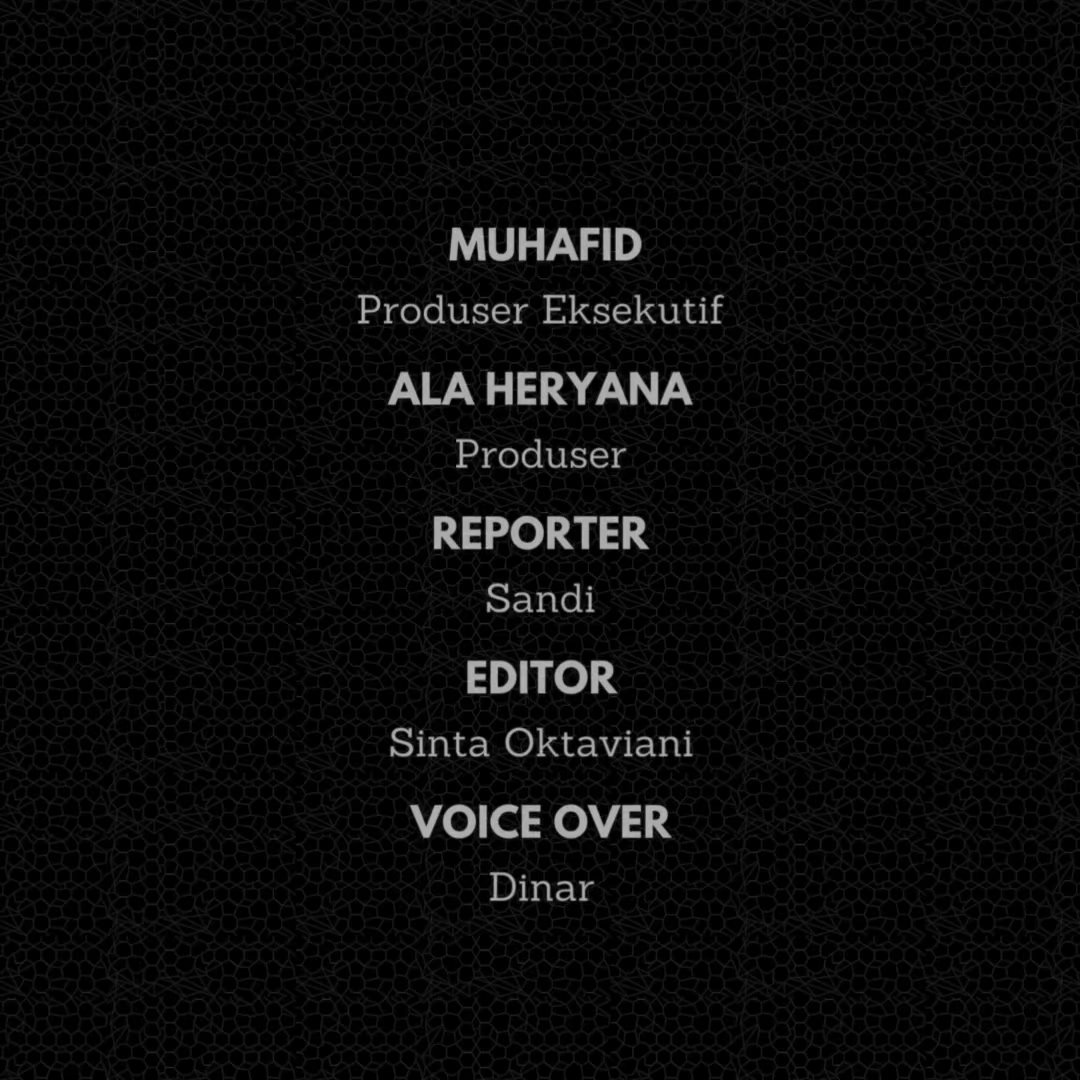 MUHAFID
Produser Eksekutif
ALA HERYANA
Produser
REPORTER
Sandi
EDITOR
Sinta Oktaviani
VOICE OVER
Dinar